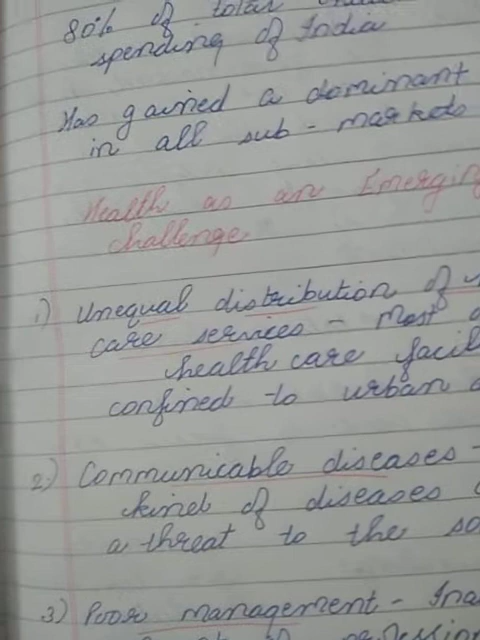 80% of total
spending of India
Has gained a dominant
in all sub - markets
Health as an Emerging
challenge
1) Unequal distribution of
care services - Most
health care facil
confined to urban
2) Communicable diseases -
kind of diseases
a threat to the so
3) Poor management - Ina